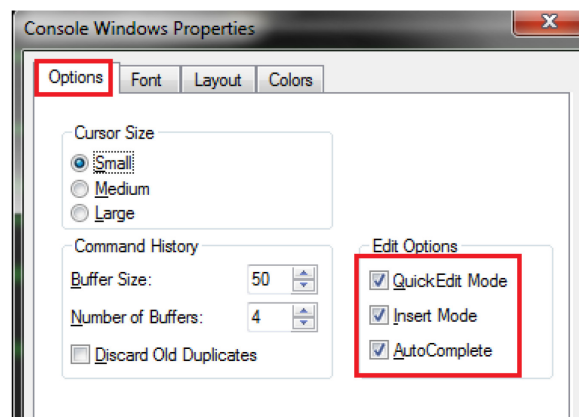 Console Windows Properties
Options Font Layout Colors
Cursor Size
Small
Medium
Large
Command History
Buffer Size: 50
Number of Buffers: 4
Discard Old Duplicates
Edit Options
QuickEdit Mode
Insert Mode
AutoComplete